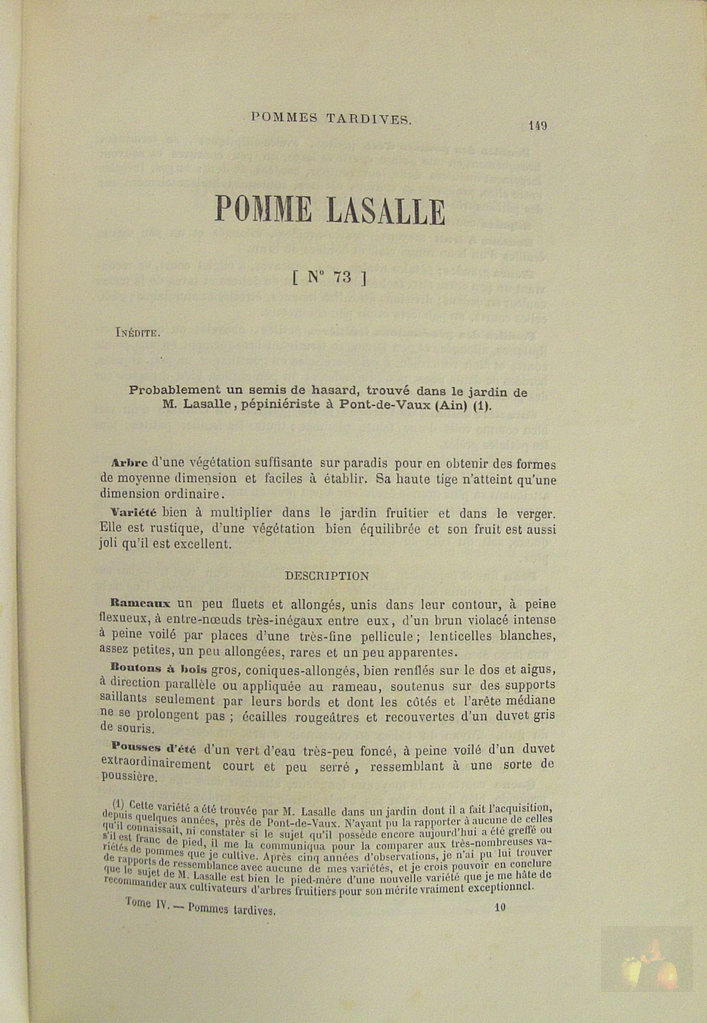 POMMES TARDIVES.
149
POMME LASALLE
[ N° 73 ]
INÉDITE.
Probablement un semis de hasard, trouvé dans le jardin de
M. Lasalle, pépiniériste à Pont-de-Vaux (Ain) (1).
Arbre d'une végétation suffisante sur paradis pour en obtenir des formes
de moyenne dimension et faciles à établir. Sa haute tige n'atteint qu'une
dimension ordinaire.
Variété bien à multiplier dans le jardin fruitier et dans le verger.
Elle est rustique, d'une végétation bien équilibrée et son fruit est aussi
joli qu'il est excellent.
DESCRIPTION
Rameaux un peu fluets et allongés, unis dans leur contour, à peine
flexueux, à entre-nœuds très-inégaux entre eux, d'un brun violacé intense
à peine voilé par places d'une très-fine pellicule ; lenticelles blanches,
assez petites, un peu allongées, rares et un peu apparentes.
Boutons à bois gros, coniques-allongés, bien renflés sur le dos et aigus,
à direction parallèle ou appliquée au rameau, soutenus sur des supports
saillants seulement par leurs bords et dont les côtés et l'arête médiane
ne se prolongent pas ; écailles rougeâtres et recouvertes d'un duvet gris
de souris.
Pousses d'été d'un vert d'eau très-peu foncé, à peine voilé d'un duvet
extraordinairement court et peu serré , ressemblant à une sorte de
poussière.
(1) Cette variété a été trouvée par M. Lasalle dans un jardin dont il a fait l'acquisition,
depuis quelques années, près de Pont-de-Vaux. N'ayant pu la rapporter à aucune de celles
qu'il connaissait, ni constater si le sujet qu'il possède encore aujourd'hui a été greffé ou
s'il est franc de pied, il me la communiqua pour la comparer aux très-nombreuses va-
riétés de pommes que je cultive. Après cinq années d'observations, je n'ai pu lui trouver
de rapports de ressemblance avec aucune de mes variétés, et je crois pouvoir en conclure
que le sujet de M. Lasalle est bien le pied-mère d'une nouvelle variété que je me hâte de
recommander aux cultivateurs d'arbres fruitiers pour son mérite vraiment exceptionnel.
Tome IV. — Pommes tardives.
10